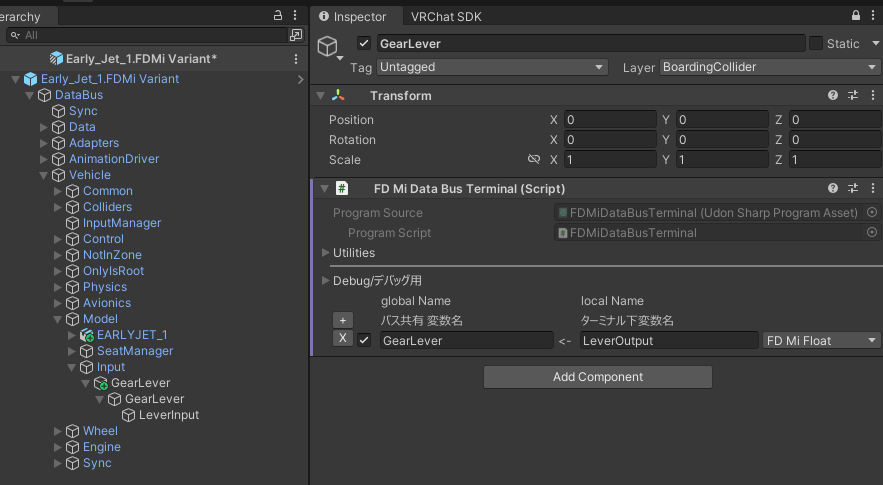 erarchy
All
Early_Jet_1.FDMi Variant*
Early_Jet_1.FDMi Variant
DataBus
Sync
Data
Adapters
AnimationDriver
Vehicle
Common
Colliders
InputManager
Control
NotInZone
OnlyIsRoot
Physics
Avionics
Model
EARLYJET_1
SeatManager
Input
GearLever
GearLever
LeverInput
Wheel
Engine
Sync
Inspector VRChat SDK
GearLever Static
Tag Untagged Layer BoardingCollider
Transform
Position X 0 Y 0 Z 0
Rotation X 0 Y 0 Z 0
Scale X 1 Y 1 Z 1
# FD Mi Data Bus Terminal (Script)
Program Source FDMiDataBusTerminal (Udon Sharp Program Asset)
Program Script FDMiDataBusTerminal
Utilities
Debug/デバッグ用
global Name local Name
+ バス共有 変数名 ターミナル下変数名
X GearLever <- LeverOutput FD Mi Float
Add Component